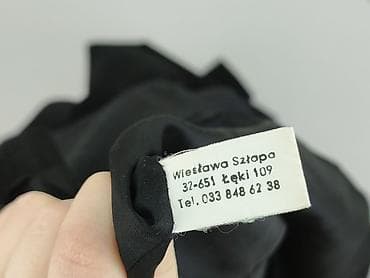 Wiesława Szłapa
32-651 Łęki 109
Tel. 033 848 62 38